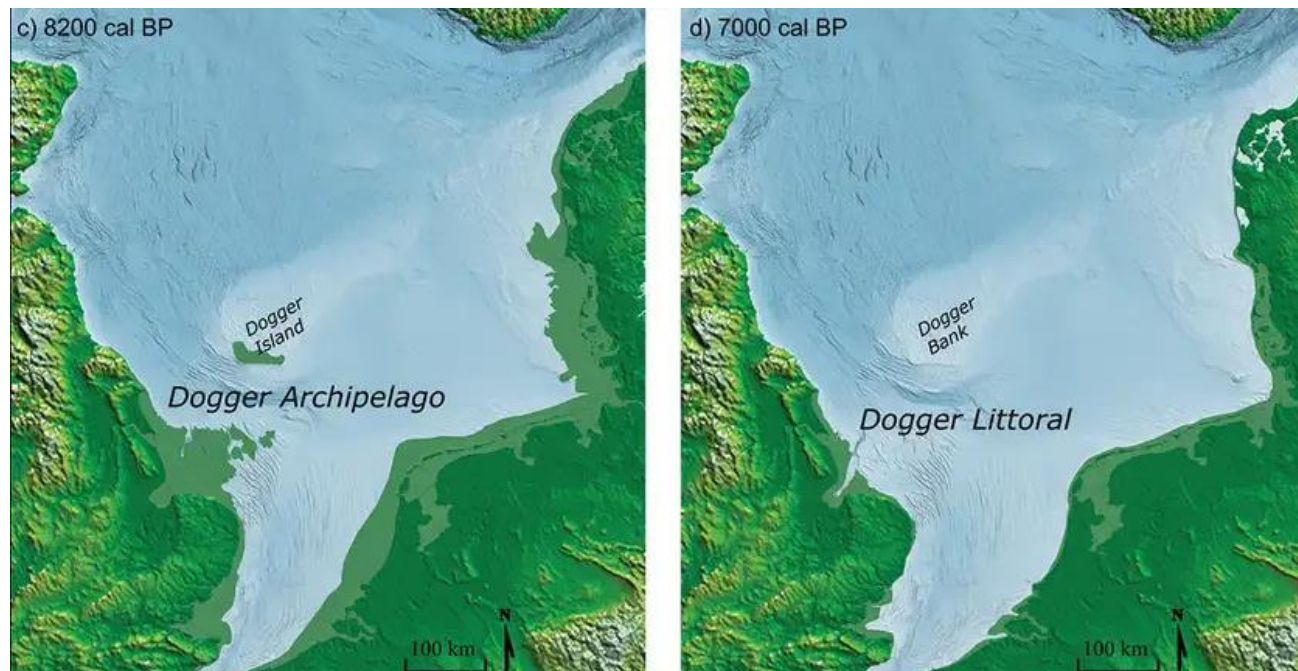 c) 8200 cal BP
Dogger
Island
Dogger Archipelago
N
100 km
d) 7000 cal BP
Dogger
Bank
Dogger Littoral
N
100 km